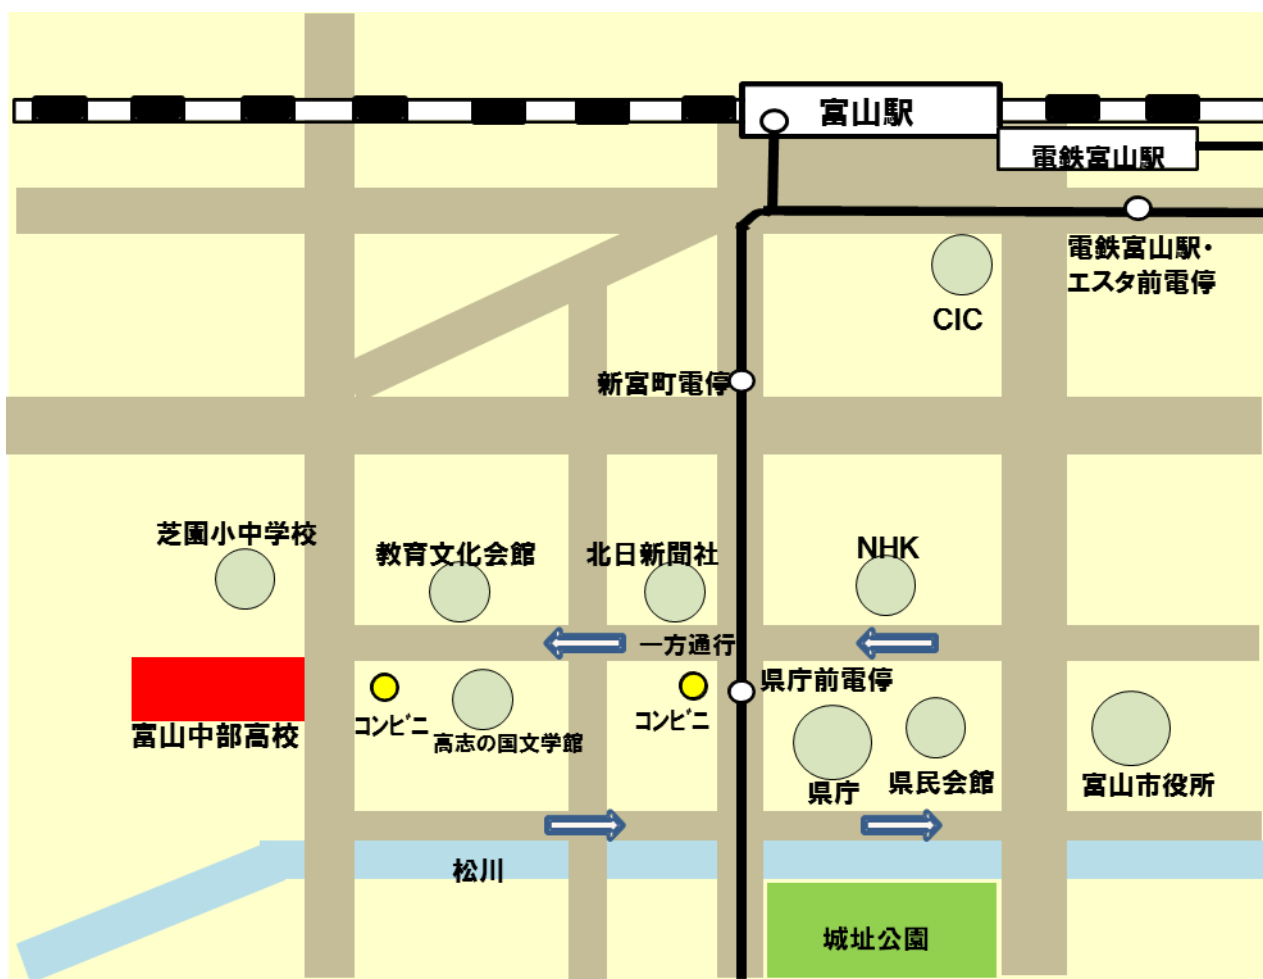 富山駅
電鉄富山駅
電鉄富山駅・
エスタ前電停
CIC
新富町電停
芝園小中学校
教育文化会館
北日新聞社
NHK
一方通行
県庁前電停
コンビニ
高志の国文学館
コンビニ
富山中部高校
県庁
県民会館
富山市役所
松川
城址公園